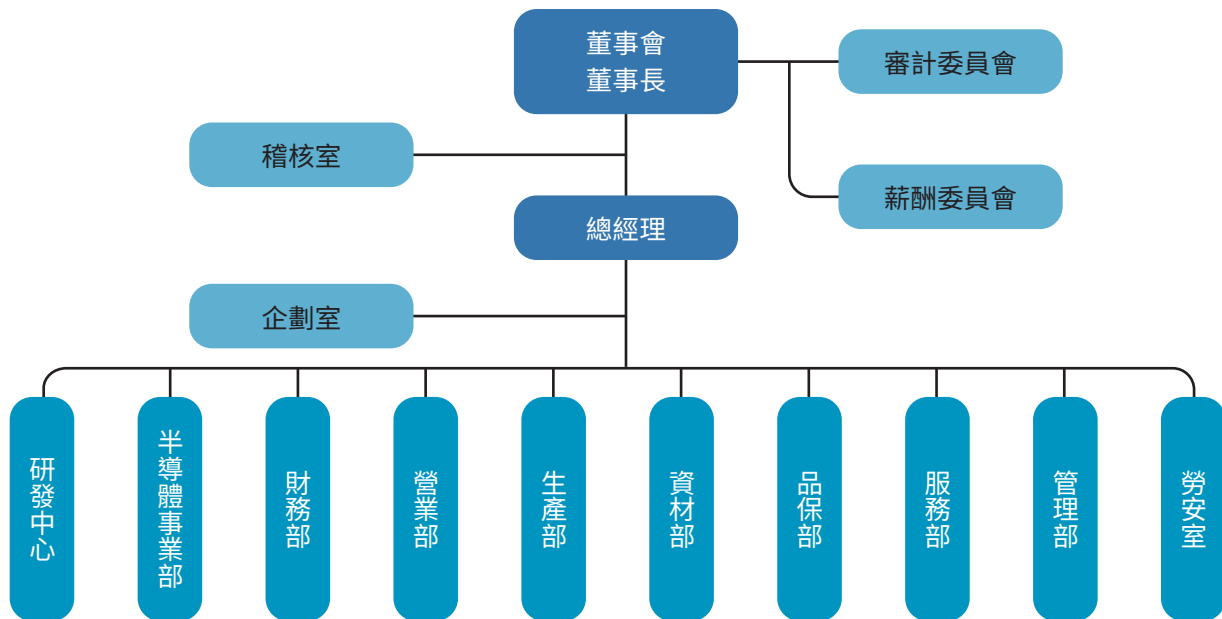 董事會
董事長
審計委員會
稽核室
薪酬委員會
總經理
企劃室
研發中心
半導體事業部
財務部
營業部
生產部
資材部
品保部
服務部
管理部
勞安室